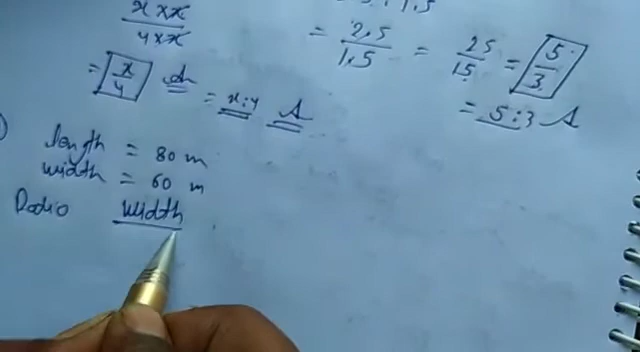 x × x
4 × x
= x/4 = x:4 A
= 2.5/1.5 = 25/15 = 5/3
= 5:3 A
length = 80 m
width = 60 m
Ratio width